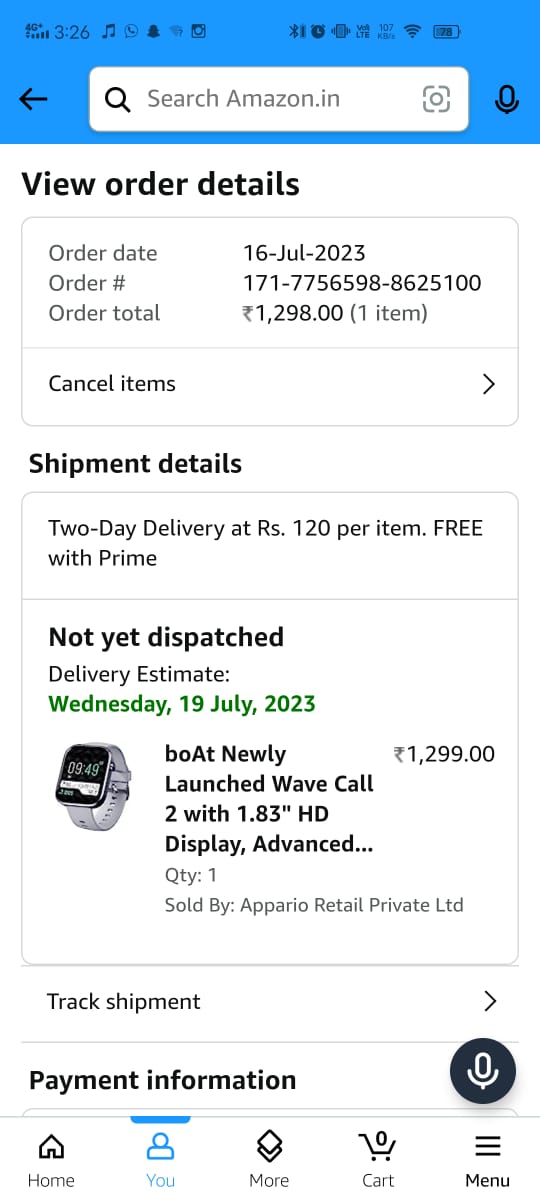 4G+ 3:26 Vo) LTE 107 KB/s 78
Search Amazon.in
View order details
Order date 16-Jul-2023
Order # 171-7756598-8625100
Order total ₹1,298.00 (1 item)
Cancel items
Shipment details
Two-Day Delivery at Rs. 120 per item. FREE
with Prime
Not yet dispatched
Delivery Estimate:
Wednesday, 19 July, 2023
09:49
boAt Newly ₹1,299.00
Launched Wave Call
2 with 1.83" HD
Display, Advanced...
Qty: 1
Sold By: Appario Retail Private Ltd
Track shipment
Payment information
0
Home You More Cart Menu